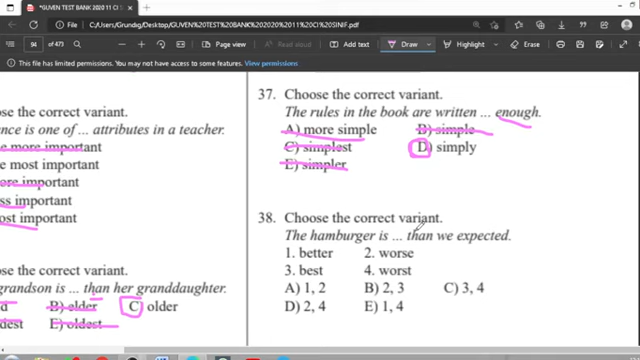 *GUVEN TEST BANK 2020 11 CI SINIF.pdf
File | C:/Users/Grundig/Desktop/GUVEN%20TEST%20BANK%202020%2011%20CI%20SINIF.pdf
94 of 473
Page view
Read aloud
Add text
Draw
Highlight
Erase
This file has limited permissions. You may not have access to some features. View permissions
ose the correct variant.
nce is one of ... attributes in a teacher.
e more important
e most important
ore important
ss important
ost important
ose the correct variant.
grandson is ... than her granddaughter.
d B) elder C) older
dest E) oldest
37. Choose the correct variant.
The rules in the book are written ... enough.
A) more simple B) simple
C) simplest D) simply
E) simpler
38. Choose the correct variant.
The hamburger is ... than we expected.
1. better 2. worse
3. best 4. worst
A) 1, 2 B) 2, 3 C) 3, 4
D) 2, 4 E) 1, 4